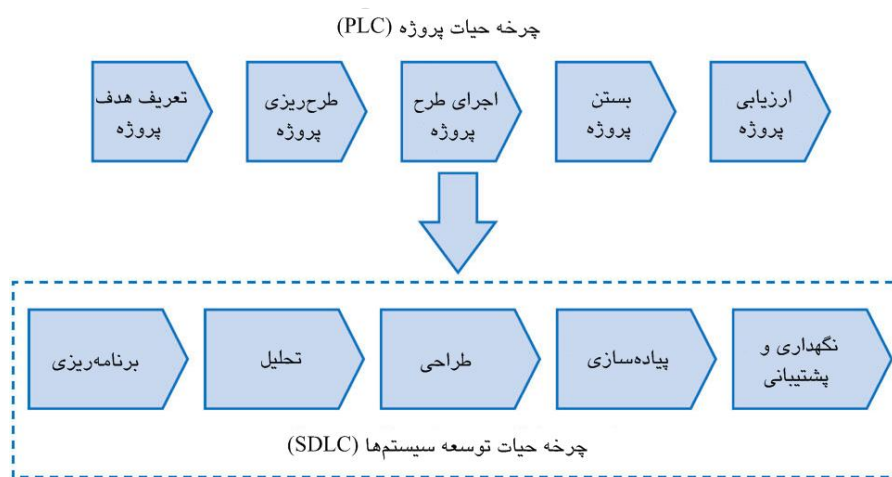 چرخه حیات پروژه (PLC)
تعریف هدف
پروژه
طرح‌ریزی
پروژه
اجرای طرح
پروژه
بستن
پروژه
ارزیابی
پروژه
برنامه‌ریزی
تحلیل
طراحی
پیاده‌سازی
نگهداری و
پشتیبانی
چرخه حیات توسعه سیستم‌ها (SDLC)